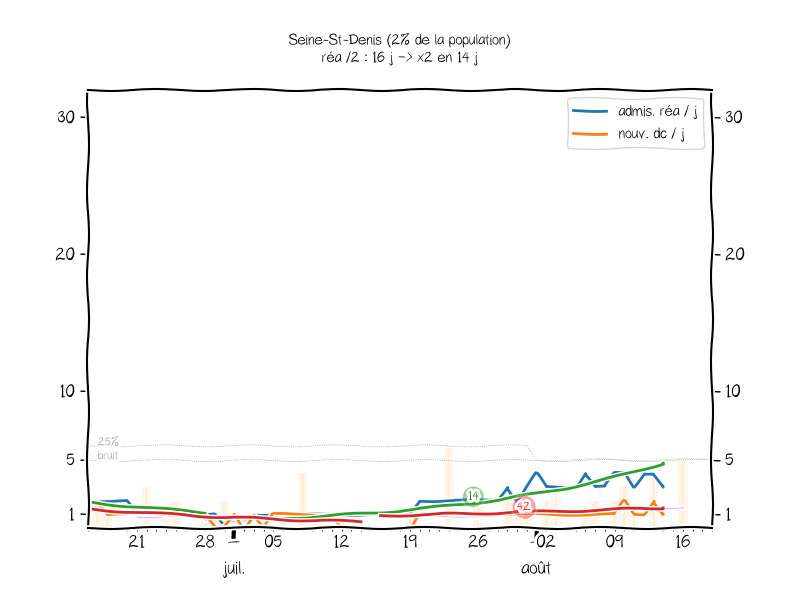 Seine-St-Denis (2% de la population)
réa /2 : 16 j -> x2 en 14 j
admis. réa / j
nouv. dc / j
30
30
20
20
10
10
25%
bruit
5
5
14
42
1
1
21 28 1 05 12 19 26 02 09 16
juil. août